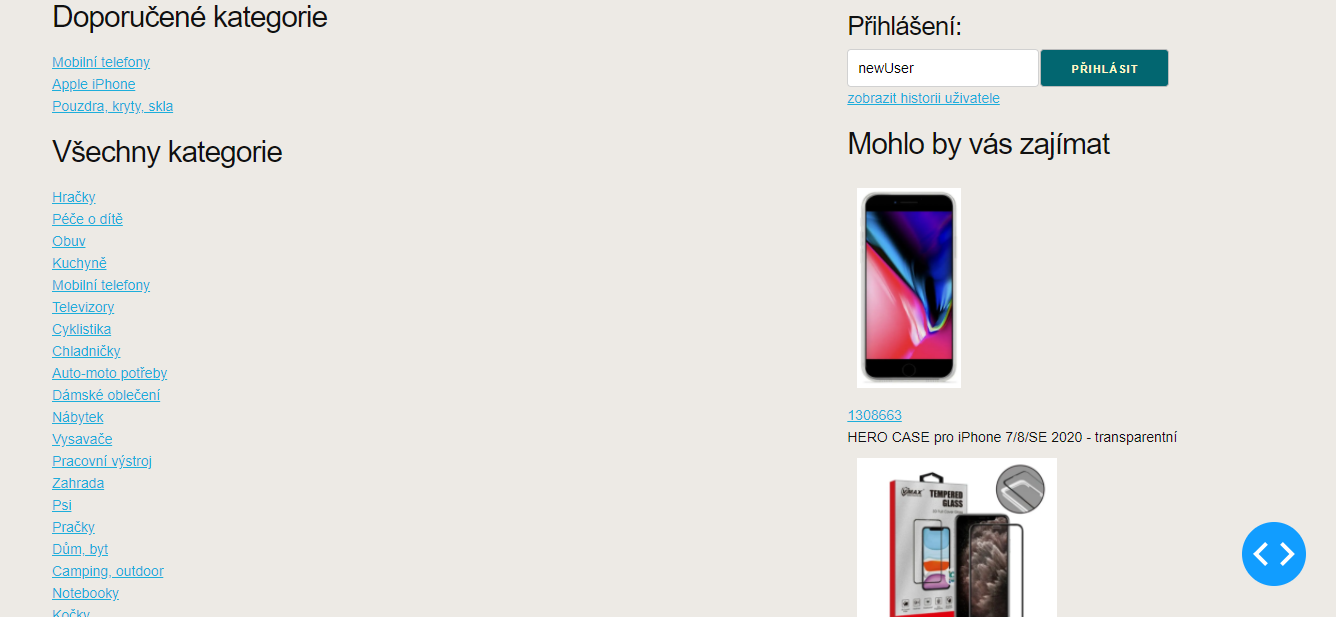 Doporučené kategorie
Mobilní telefony
Apple iPhone
Pouzdra, kryty, skla
Všechny kategorie
Hračky
Péče o dítě
Obuv
Kuchyně
Mobilní telefony
Televizory
Cyklistika
Chladničky
Auto-moto potřeby
Dámské oblečení
Nábytek
Vysavače
Pracovní výstroj
Zahrada
Psi
Pračky
Dům, byt
Camping, outdoor
Notebooky
Kočky
Přihlášení:
newUser PŘIHLÁSIT
zobrazit historii uživatele
Mohlo by vás zajímat
1308663
HERO CASE pro iPhone 7/8/SE 2020 - transparentní
VMAX TEMPERED
GLASS